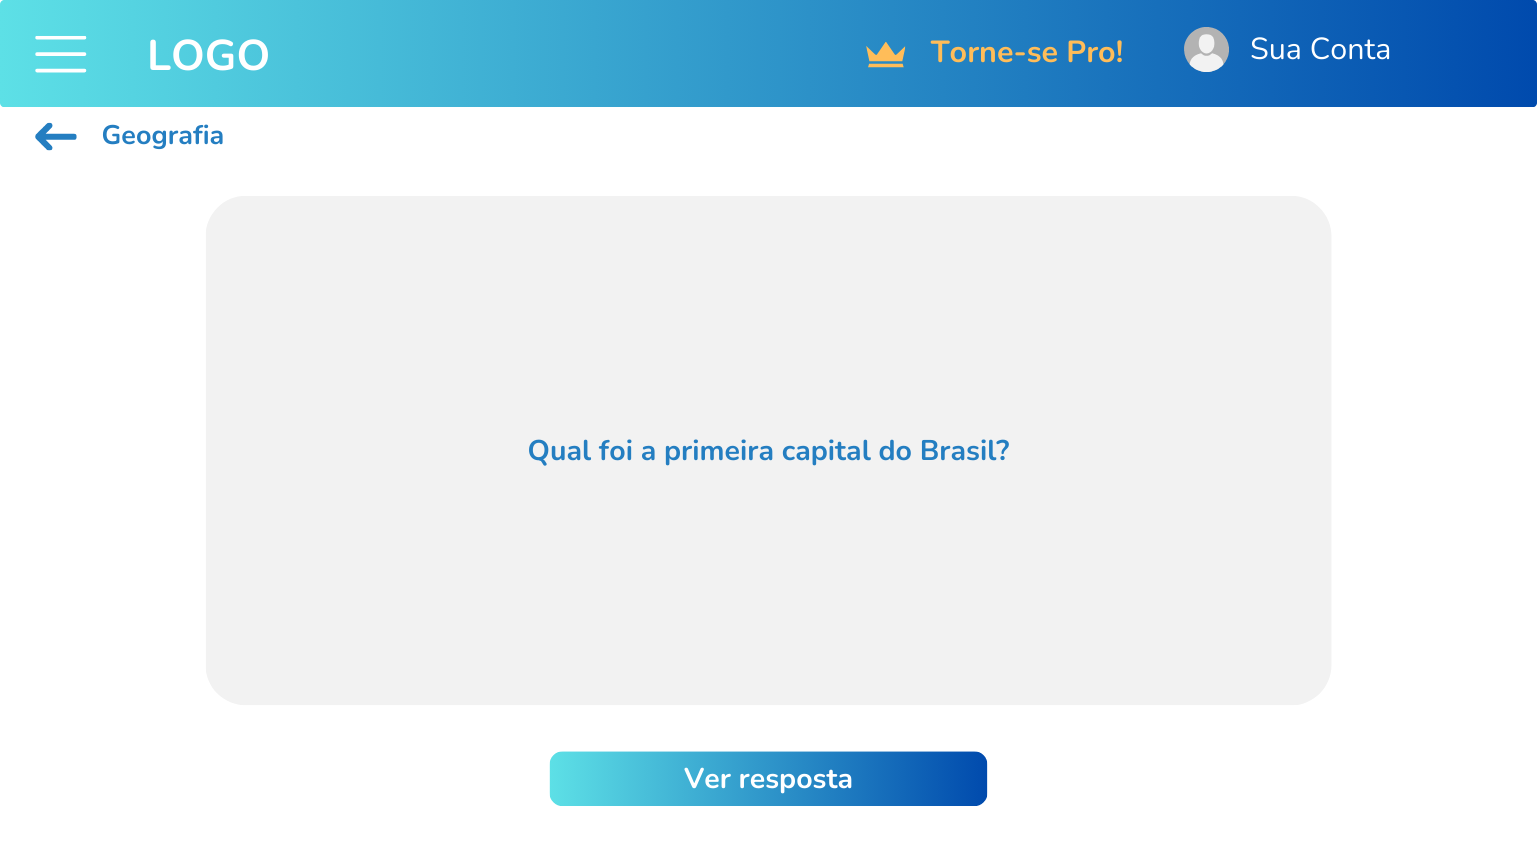 LOGO
Torne-se Pro!
Sua Conta
Geografia
Qual foi a primeira capital do Brasil?
Ver resposta